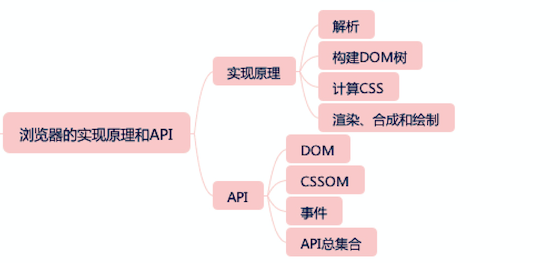 浏览器的实现原理和API
实现原理
解析
构建DOM树
计算CSS
渲染、合成和绘制
API
DOM
CSSOM
事件
API总集合